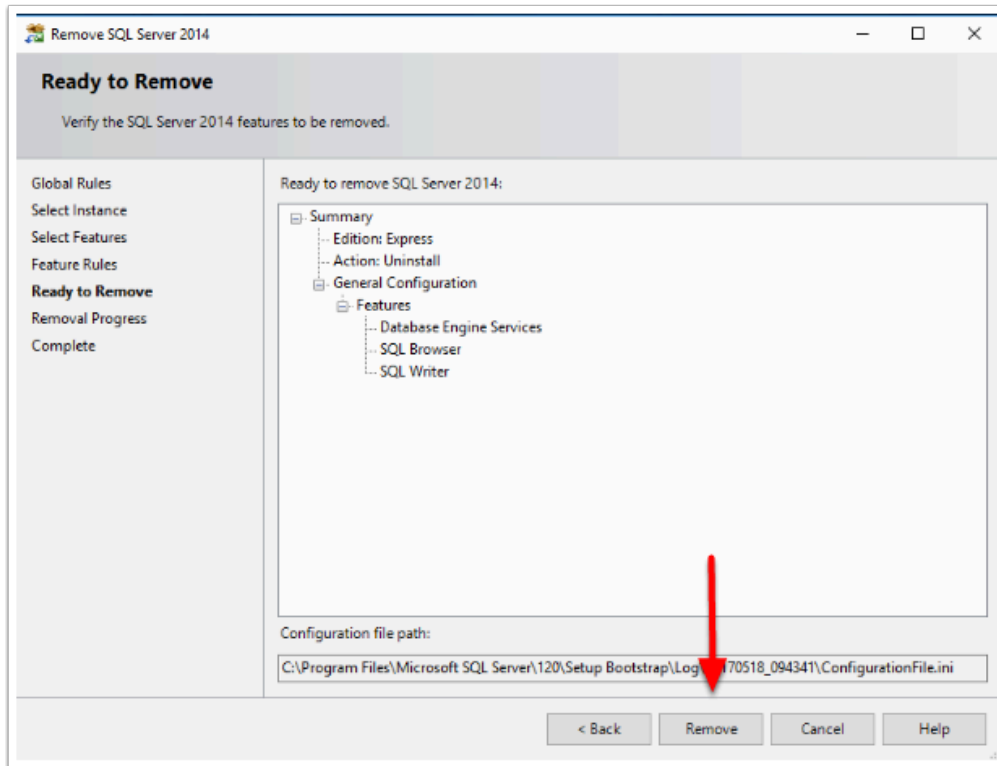 Remove SQL Server 2014
Ready to Remove
Verify the SQL Server 2014 features to be removed.
Global Rules
Select Instance
Select Features
Feature Rules
Ready to Remove
Removal Progress
Complete
Ready to remove SQL Server 2014:
Summary
Edition: Express
Action: Uninstall
General Configuration
Features
Database Engine Services
SQL Browser
SQL Writer
Configuration file path:
C:\Program Files\Microsoft SQL Server\120\Setup Bootstrap\Log 170518_094341\ConfigurationFile.ini
< Back Remove Cancel Help